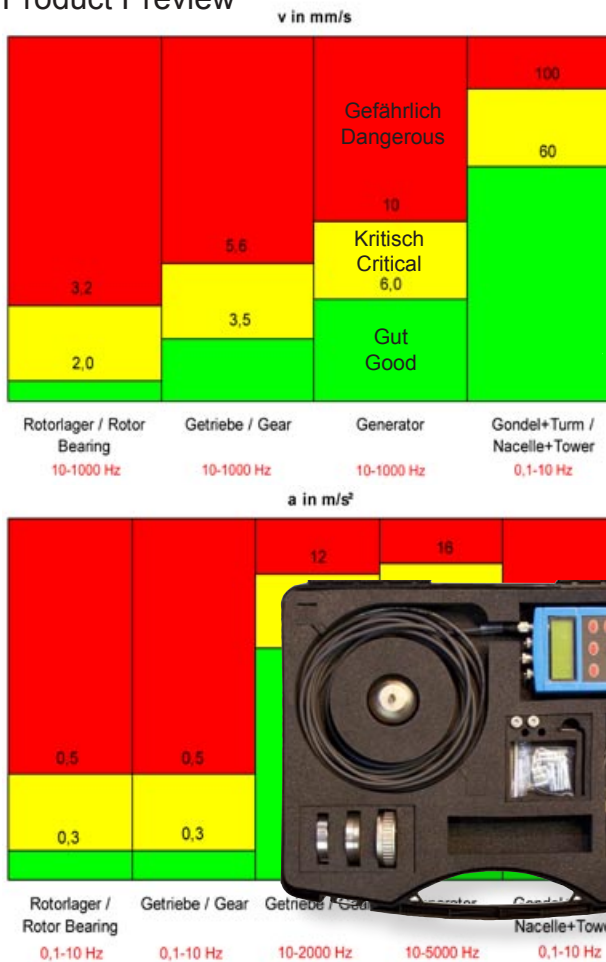 Product Preview
v in mm/s
100
Gefährlich
Dangerous
60
10
5,6
Kritisch
Critical
3,2
6,0
3,5
Gut
Good
2,0
Rotorlager / Rotor
Bearing
10-1000 Hz
Getriebe / Gear
10-1000 Hz
Generator
10-1000 Hz
Gondel+Turm /
Nacelle+Tower
0,1-10 Hz
a in m/s²
12
16
0,5
0,5
0,3
0,3
Rotorlager /
Rotor Bearing
0,1-10 Hz
Getriebe / Gear
0,1-10 Hz
Getriebe /
10-2000 Hz
10-5000 Hz
Nacelle+Towe
0,1-10 Hz